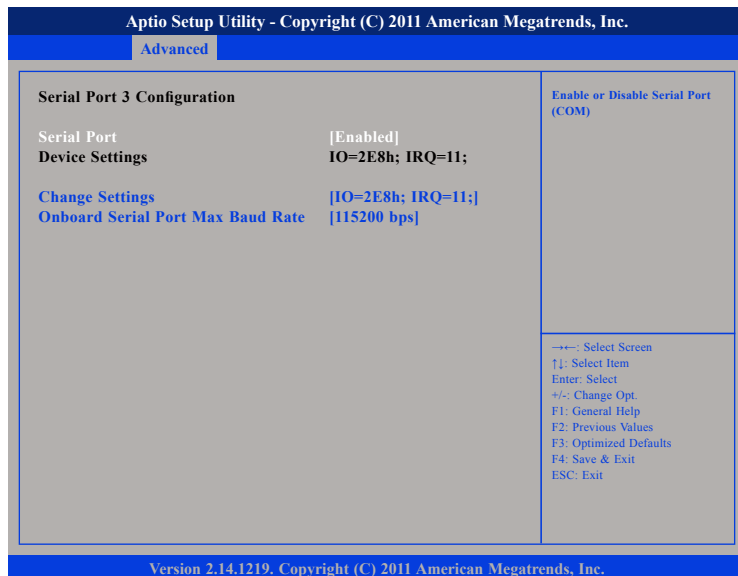 Aptio Setup Utility - Copyright (C) 2011 American Megatrends, Inc.
Advanced
Serial Port 3 Configuration
Serial Port [Enabled]
Device Settings IO=2E8h; IRQ=11;
Change Settings [IO=2E8h; IRQ=11;]
Onboard Serial Port Max Baud Rate [115200 bps]
Enable or Disable Serial Port
(COM)
→←: Select Screen
↑↓: Select Item
Enter: Select
+/-: Change Opt.
F1: General Help
F2: Previous Values
F3: Optimized Defaults
F4: Save & Exit
ESC: Exit
Version 2.14.1219. Copyright (C) 2011 American Megatrends, Inc.